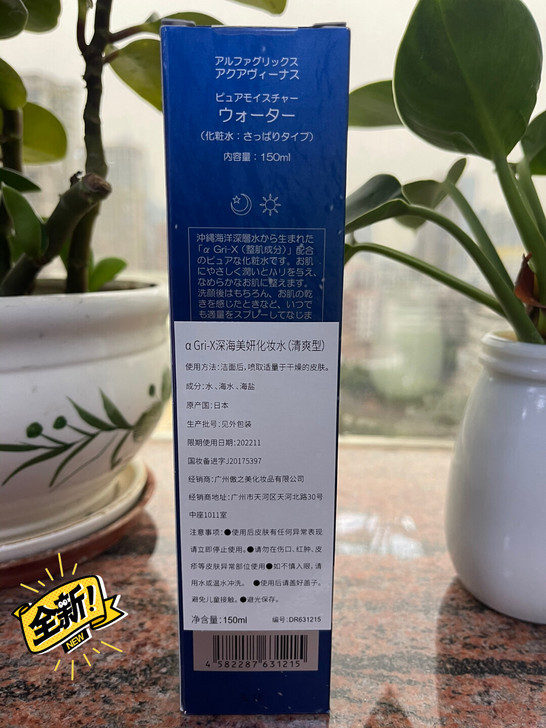 アルファグリックス
アクアヴィーナス
ピュアモイスチャー
ウォーター
（化粧水：さっぱりタイプ）
内容量：150ml
沖縄海洋深層水から生まれた
「α Gri-X（整肌成分）」配合
のピュアな化粧水です。お肌
にやさしく潤いとハリを与え、
なめらかなお肌に整えます。
洗顔後はもちろん、お肌の乾
きを感じたときなど、いつで
も適量をスプレーしてなじま
α Gri-X深海美妍化妆水（清爽型）
使用方法：洁面后，喷取适量于干燥的皮肤。
成分：水、海水、海盐
原产国：日本
生产批号：见外包装
限期使用日期：202211
国妆备进字J20175397
经销商：广州傲之美化妆品有限公司
经销商地址：广州市天河区天河北路30号
中座1011室
注意事项：●使用后皮肤有任何异常表现
请立即停止使用。●请勿在伤口、红肿、皮
疹等皮肤异常部位使用●如不慎入眼，请
用水或温水冲洗。 ●使用后请盖好盖子。
避免儿童接触。●避光保存。
净含量：150ml 编号：DR631215
4 582287 631215
全新！
NEW